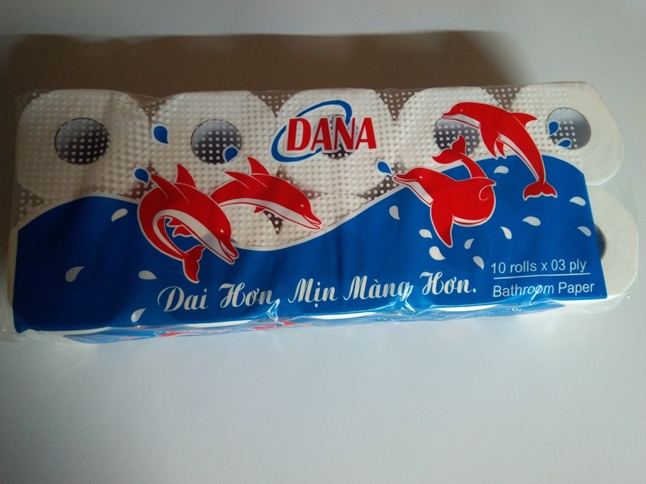 DANA
Dai Hơn, Mịn Màng Hơn.
10 rolls x 03 ply
Bathroom Paper